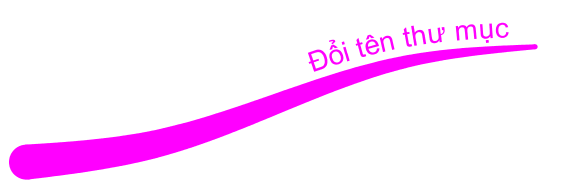 Đổi tên thư mục